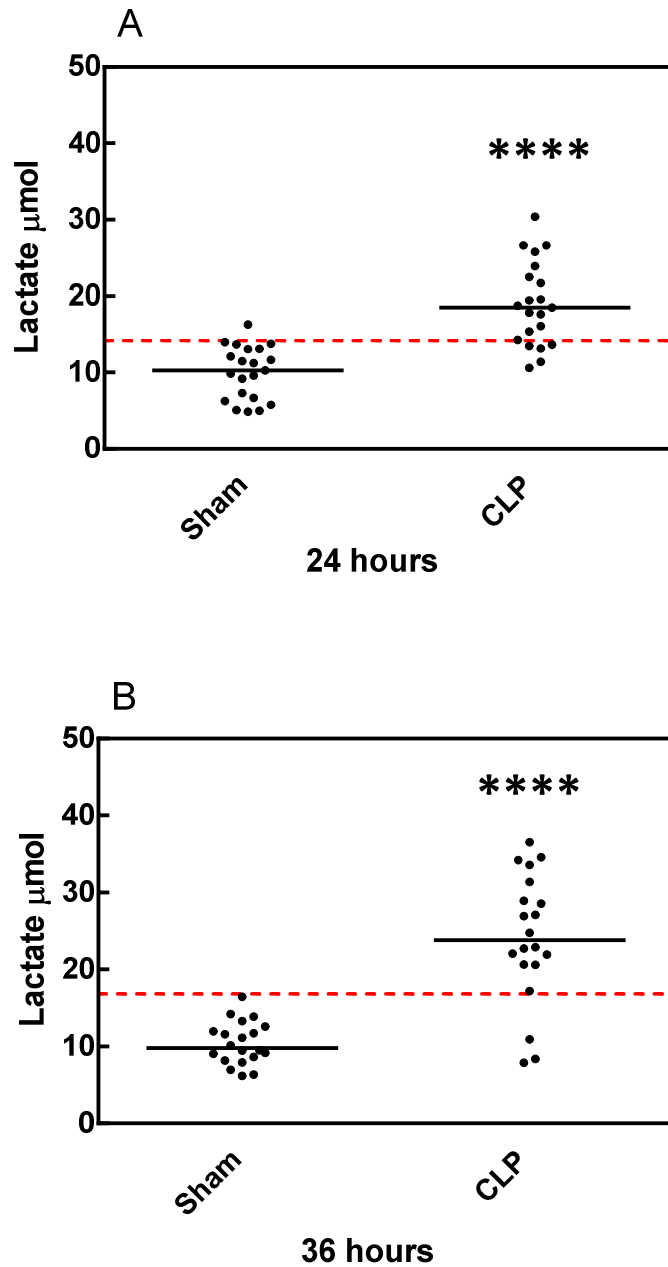 A
50
40
30
20
10
0
Lactate μmol
****
Sham
CLP
24 hours
B
50
40
30
20
10
0
Lactate μmol
****
Sham
CLP
36 hours